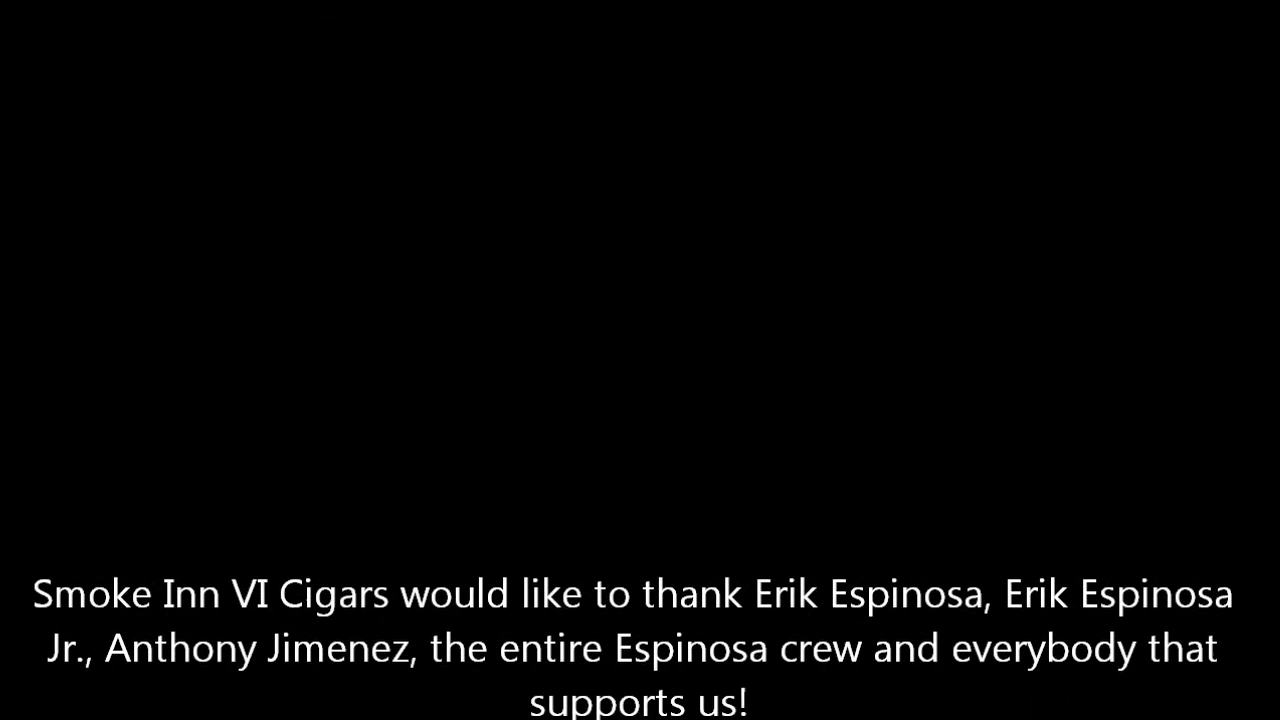 Smoke Inn VI Cigars would like to thank Erik Espinosa, Erik Espinosa
Jr., Anthony Jimenez, the entire Espinosa crew and everybody that
supports us!